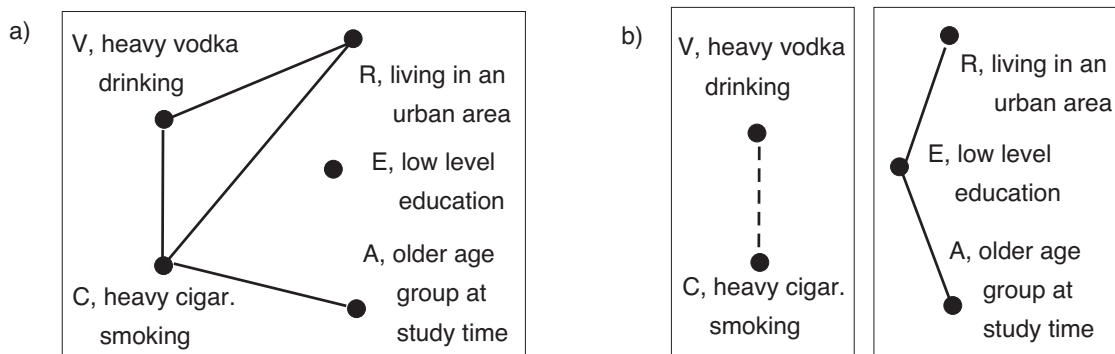 a)
V, heavy vodka
drinking
R, living in an
urban area
E, low level
education
A, older age
group at
study time
C, heavy cigar.
smoking
b)
V, heavy vodka
drinking
C, heavy cigar.
smoking
R, living in an
urban area
E, low level
education
A, older age
group at
study time